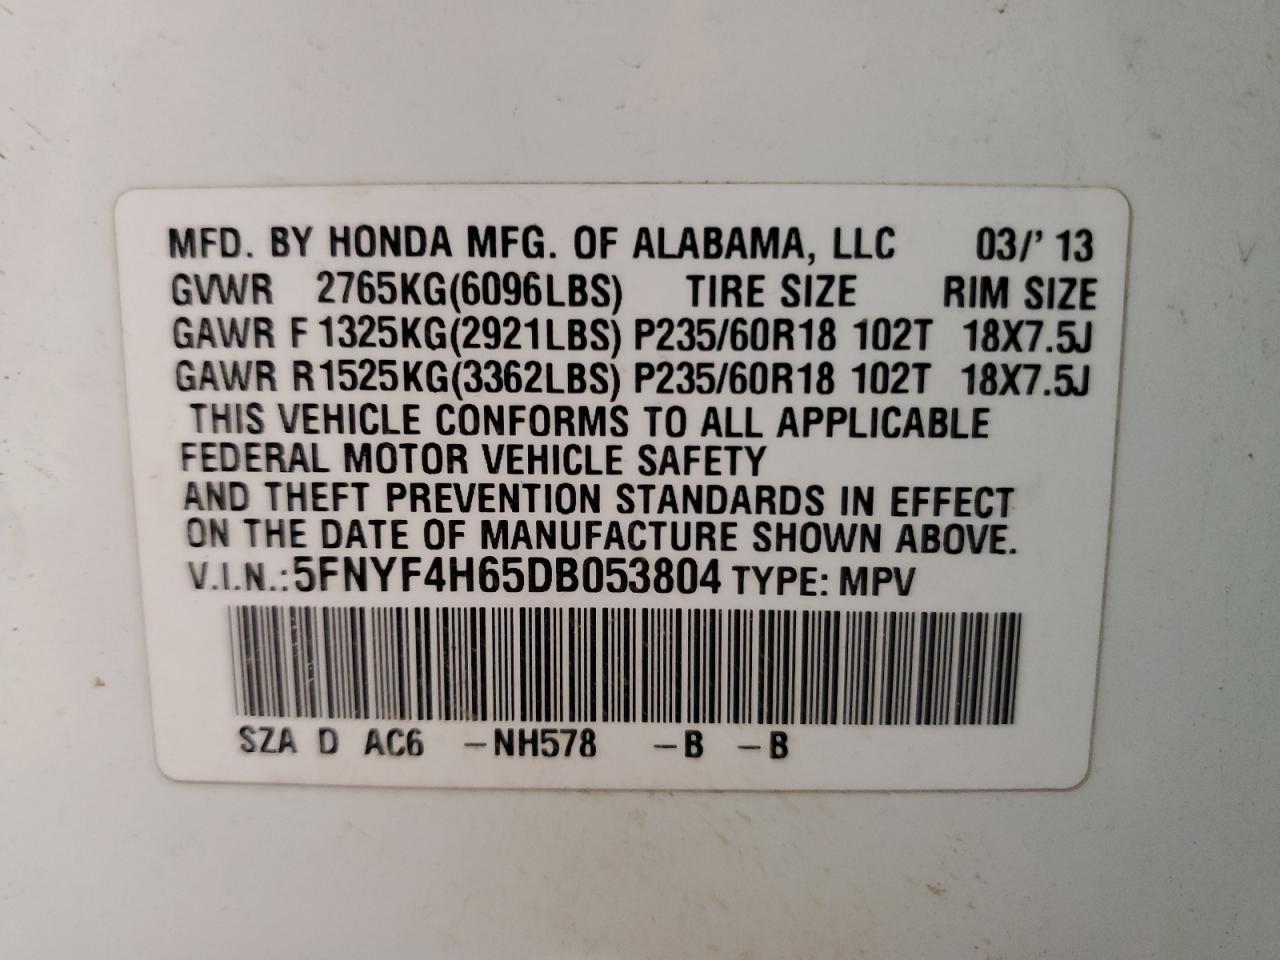 MFD. BY HONDA MFG. OF ALABAMA, LLC 03/' 13
GVWR 2765KG(6096LBS) TIRE SIZE RIM SIZE
GAWR F 1325KG(2921LBS) P235/60R18 102T 18X7.5J
GAWR R1525KG(3362LBS) P235/60R18 102T 18X7.5J
THIS VEHICLE CONFORMS TO ALL APPLICABLE
FEDERAL MOTOR VEHICLE SAFETY
AND THEFT PREVENTION STANDARDS IN EFFECT
ON THE DATE OF MANUFACTURE SHOWN ABOVE.
V.I.N.:5FNYF4H65DB053804 TYPE: MPV
SZA D AC6 -NH578 -B -B